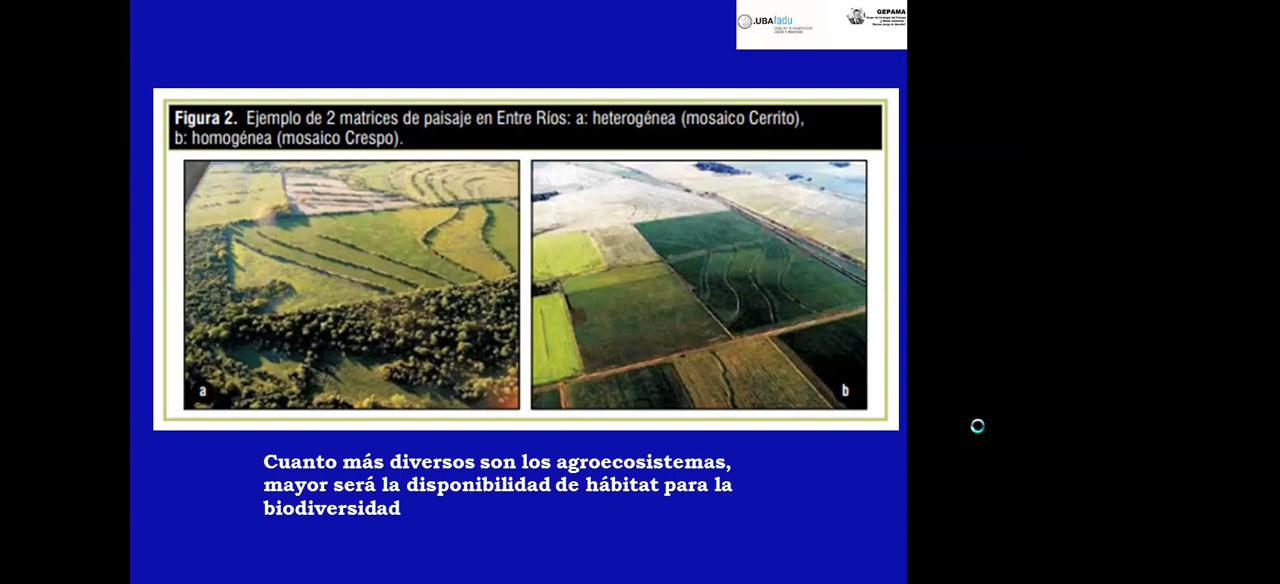 .UBAfadu
GEPAMA
Figura 2. Ejemplo de 2 matrices de paisaje en Entre Ríos: a: heterogénea (mosaico Cerrito),
b: homogénea (mosaico Crespo).
a
b
Cuanto más diversos son los agroecosistemas,
mayor será la disponibilidad de hábitat para la
biodiversidad